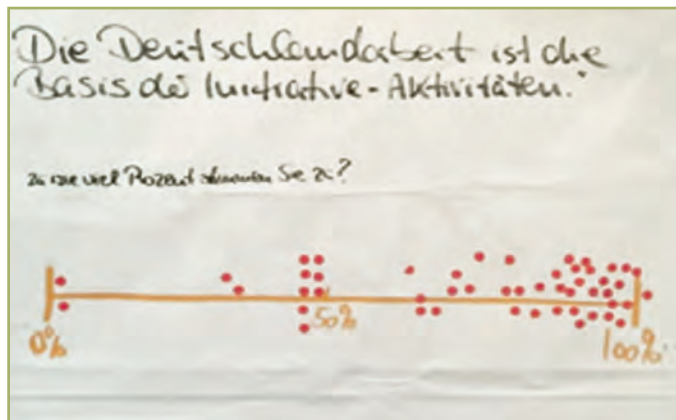 Die Deutschlandarbeit ist die
Basis der Initiative-Aktivitäten."
Zu wie viel Prozent stimmen Sie zu?
0%
50%
100%